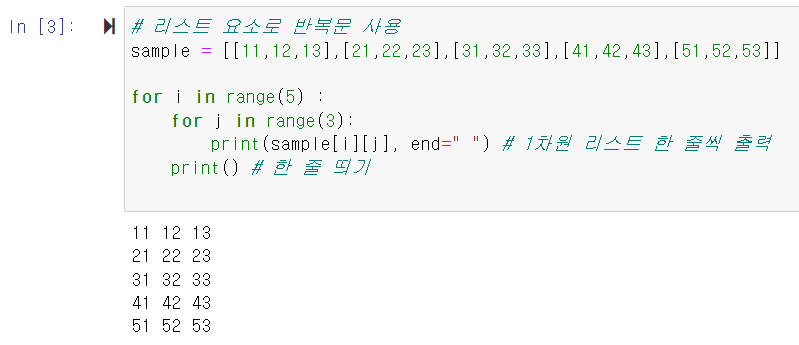 In [3]:
# 리스트 요소로 반복문 사용
sample = [[11,12,13],[21,22,23],[31,32,33],[41,42,43],[51,52,53]]
for i in range(5) :
    for j in range(3):
        print(sample[i][j], end=" ") # 1차원 리스트 한 줄씩 출력
    print() # 한 줄 띄기
11 12 13
21 22 23
31 32 33
41 42 43
51 52 53